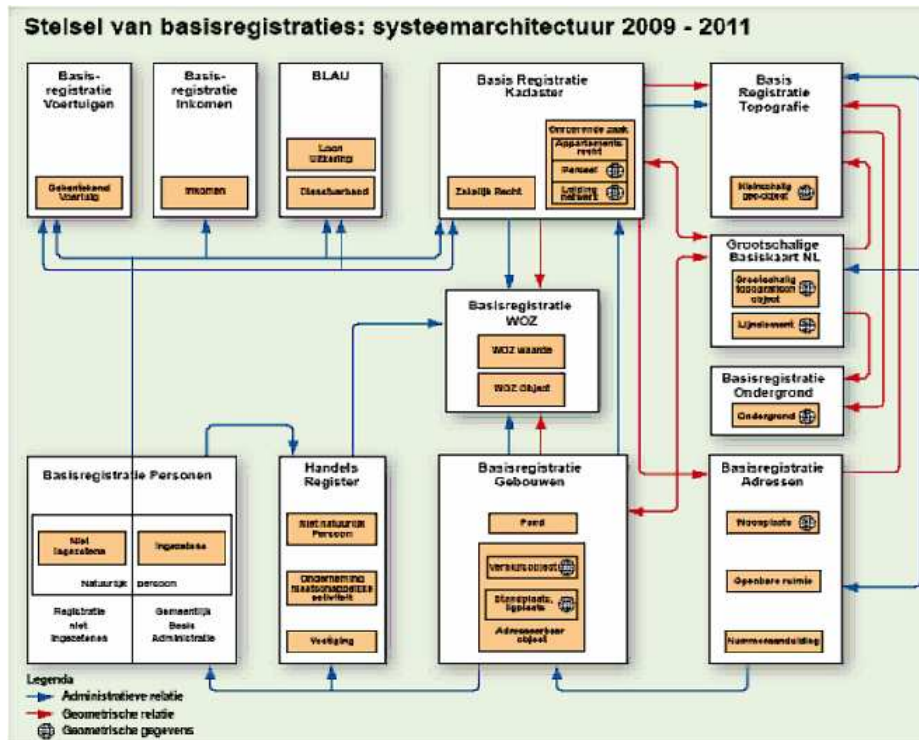 Stelsel van basisregistraties: systeemarchitectuur 2009 - 2011
Basis-
registratie
Voertuigen
Gekentekend
Voertuig
Basis-
registratie
Inkomen
Inkomen
BLAU
Loon
Uitkering
Dienstverband
Basis Registratie
Kadaster
Zakelijk Recht
Onroerende zaak
Appartements
recht
Perseel
Leiding
netwerk
Basis
Registratie
Topografie
Kleinschalig
geo-object
Grootschalige
Basiskaart NL
Grootschalig
topografisch
object
Lijnelement
Basisregistratie
WOZ
WOZ waarde
WOZ Object
Basisregistratie
Ondergrond
Ondergrond
Basisregistratie Personen
Niet
Ingezetene
Ingezetene
Natuurlijk persoon
Registratie
niet
Ingezetenen
Gemeentelijk
Basis
Administratie
Handels
Register
Niet natuurlijk
Persoon
Onderneming
Maatschappelijke
activiteit
Vestiging
Basisregistratie
Gebouwen
Pand
Verblijfsobject
Standplaats,
ligplaats
Adresseerbaar
object
Basisregistratie
Adressen
Woonplaats
Openbare ruimte
Nummeraanduiding
Legenda
Administratieve relatie
Geometrische relatie
Geometrische gegevens